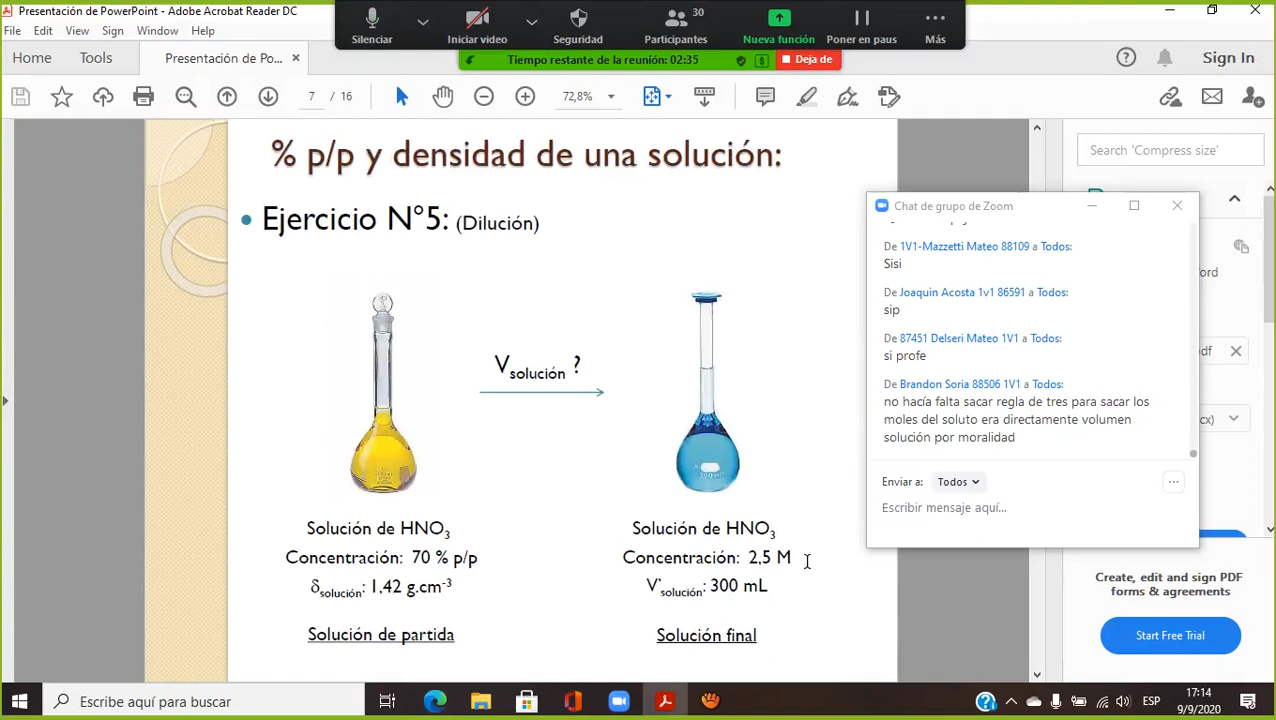 Presentación de PowerPoint - Adobe Acrobat Reader DC
File Edit View Sign Window Help
Silenciar
Iniciar video
Seguridad
30
Participantes
Nueva función
Poner en paus
Más
Tiempo restante de la reunión: 02:35
Deja de
Home
Tools
Presentación de Po...
Sign In
7 / 16
72,8%
% p/p y densidad de una solución:
Ejercicio N°5: (Dilución)
Vsolución ?
Solución de HNO3
Concentración: 70 % p/p
δsolución: 1,42 g.cm-3
Solución de partida
Solución de HNO3
Concentración: 2,5 M
V'solución: 300 mL
Solución final
Search 'Compress size'
Chat de grupo de Zoom
De 1V1-Mazzetti Mateo 88109 a Todos:
Sisi
De Joaquin Acosta 1v1 86591 a Todos:
sip
De 87451 Delseri Mateo 1V1 a Todos:
si profe
De Brandon Soria 88506 1V1 a Todos:
no hacía falta sacar regla de tres para sacar los
moles del soluto era directamente volumen
solución por moralidad
Enviar a: Todos
Escribir mensaje aquí...
ord
df
cx)
Create, edit and sign PDF
forms & agreements
Start Free Trial
Escribe aquí para buscar
ESP
17:14
9/9/2020